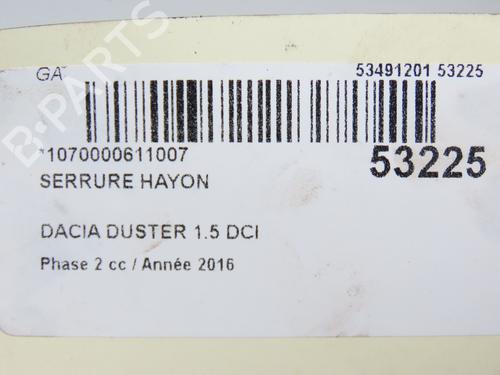 GA
53491201 53225
*1070000611007
53225
SERRURE HAYON
DACIA DUSTER 1.5 DCI
Phase 2 cc / Année 2016
B-PARTS